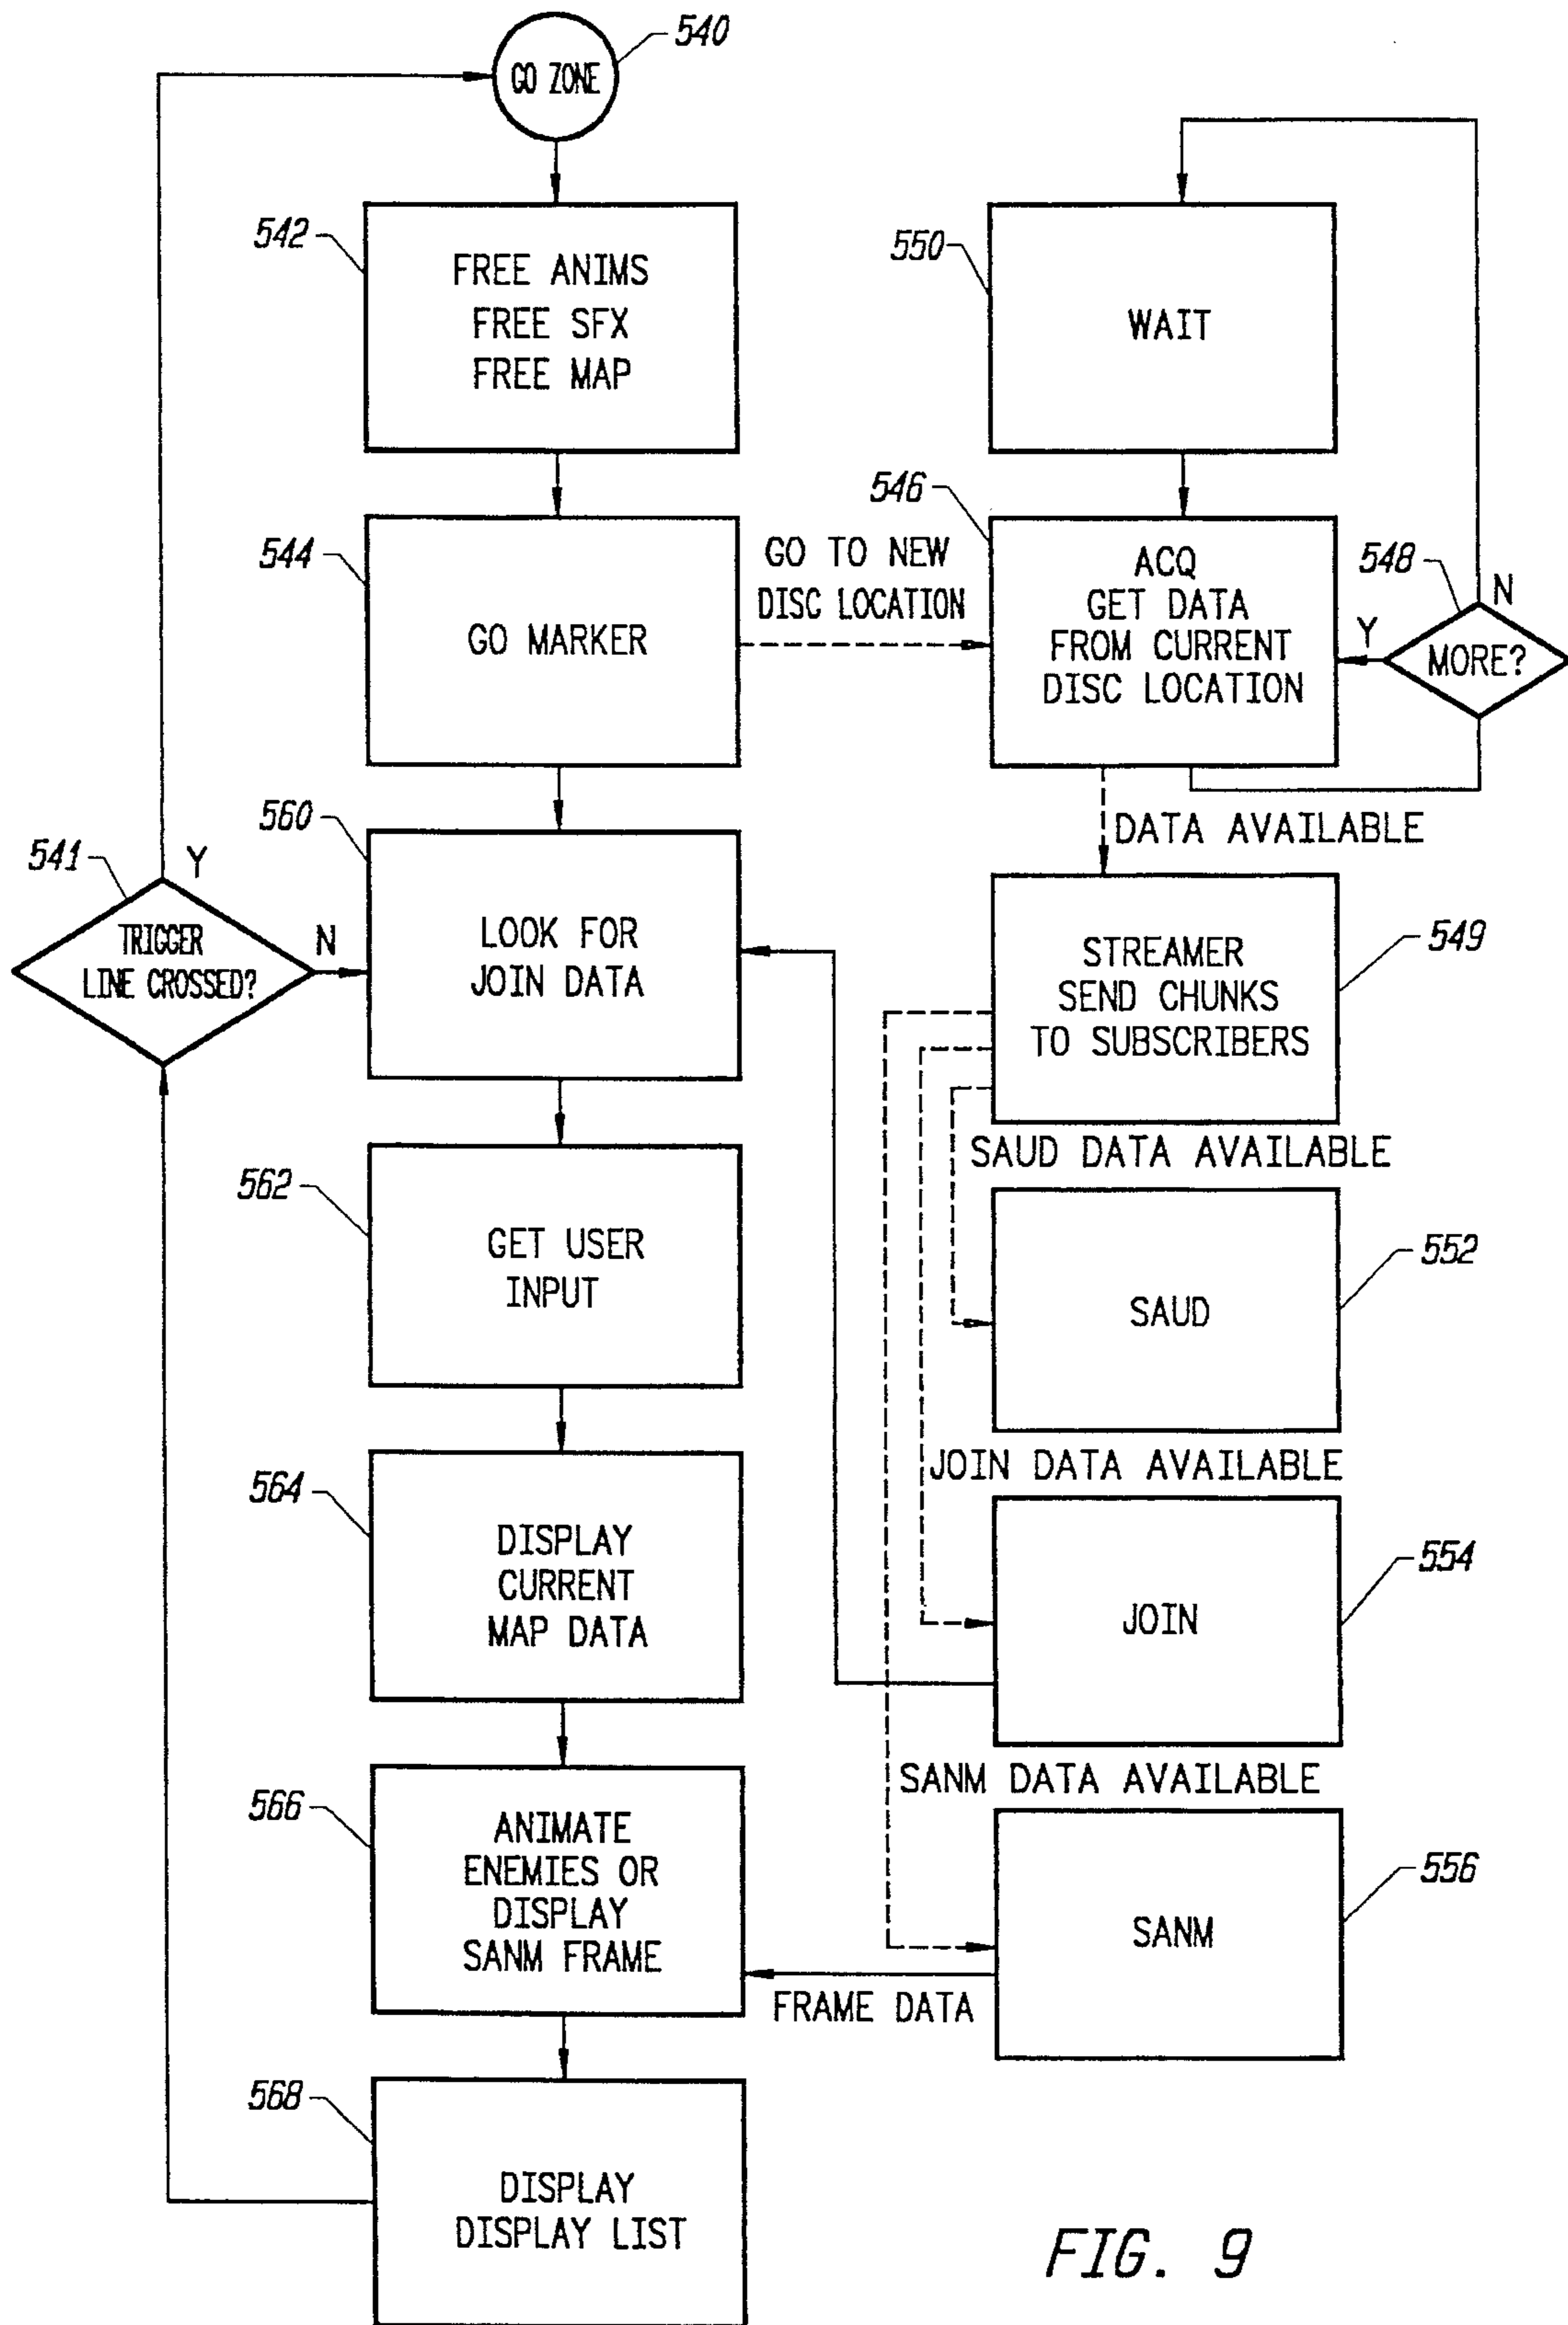 540
GO ZONE
542
FREE ANIMS
FREE SFX
FREE MAP
550
WAIT
544
GO MARKER
GO TO NEW
DISC LOCATION
546
ACQ
GET DATA
FROM CURRENT
DISC LOCATION
548
N
Y
MORE?
DATA AVAILABLE
541
Y
TRIGGER
LINE CROSSED?
N
560
LOOK FOR
JOIN DATA
549
STREAMER
SEND CHUNKS
TO SUBSCRIBERS
SAUD DATA AVAILABLE
562
GET USER
INPUT
552
SAUD
JOIN DATA AVAILABLE
564
DISPLAY
CURRENT
MAP DATA
554
JOIN
SANM DATA AVAILABLE
566
ANIMATE
ENEMIES OR
DISPLAY
SANM FRAME
556
SANM
FRAME DATA
568
DISPLAY
DISPLAY LIST
FIG. 9